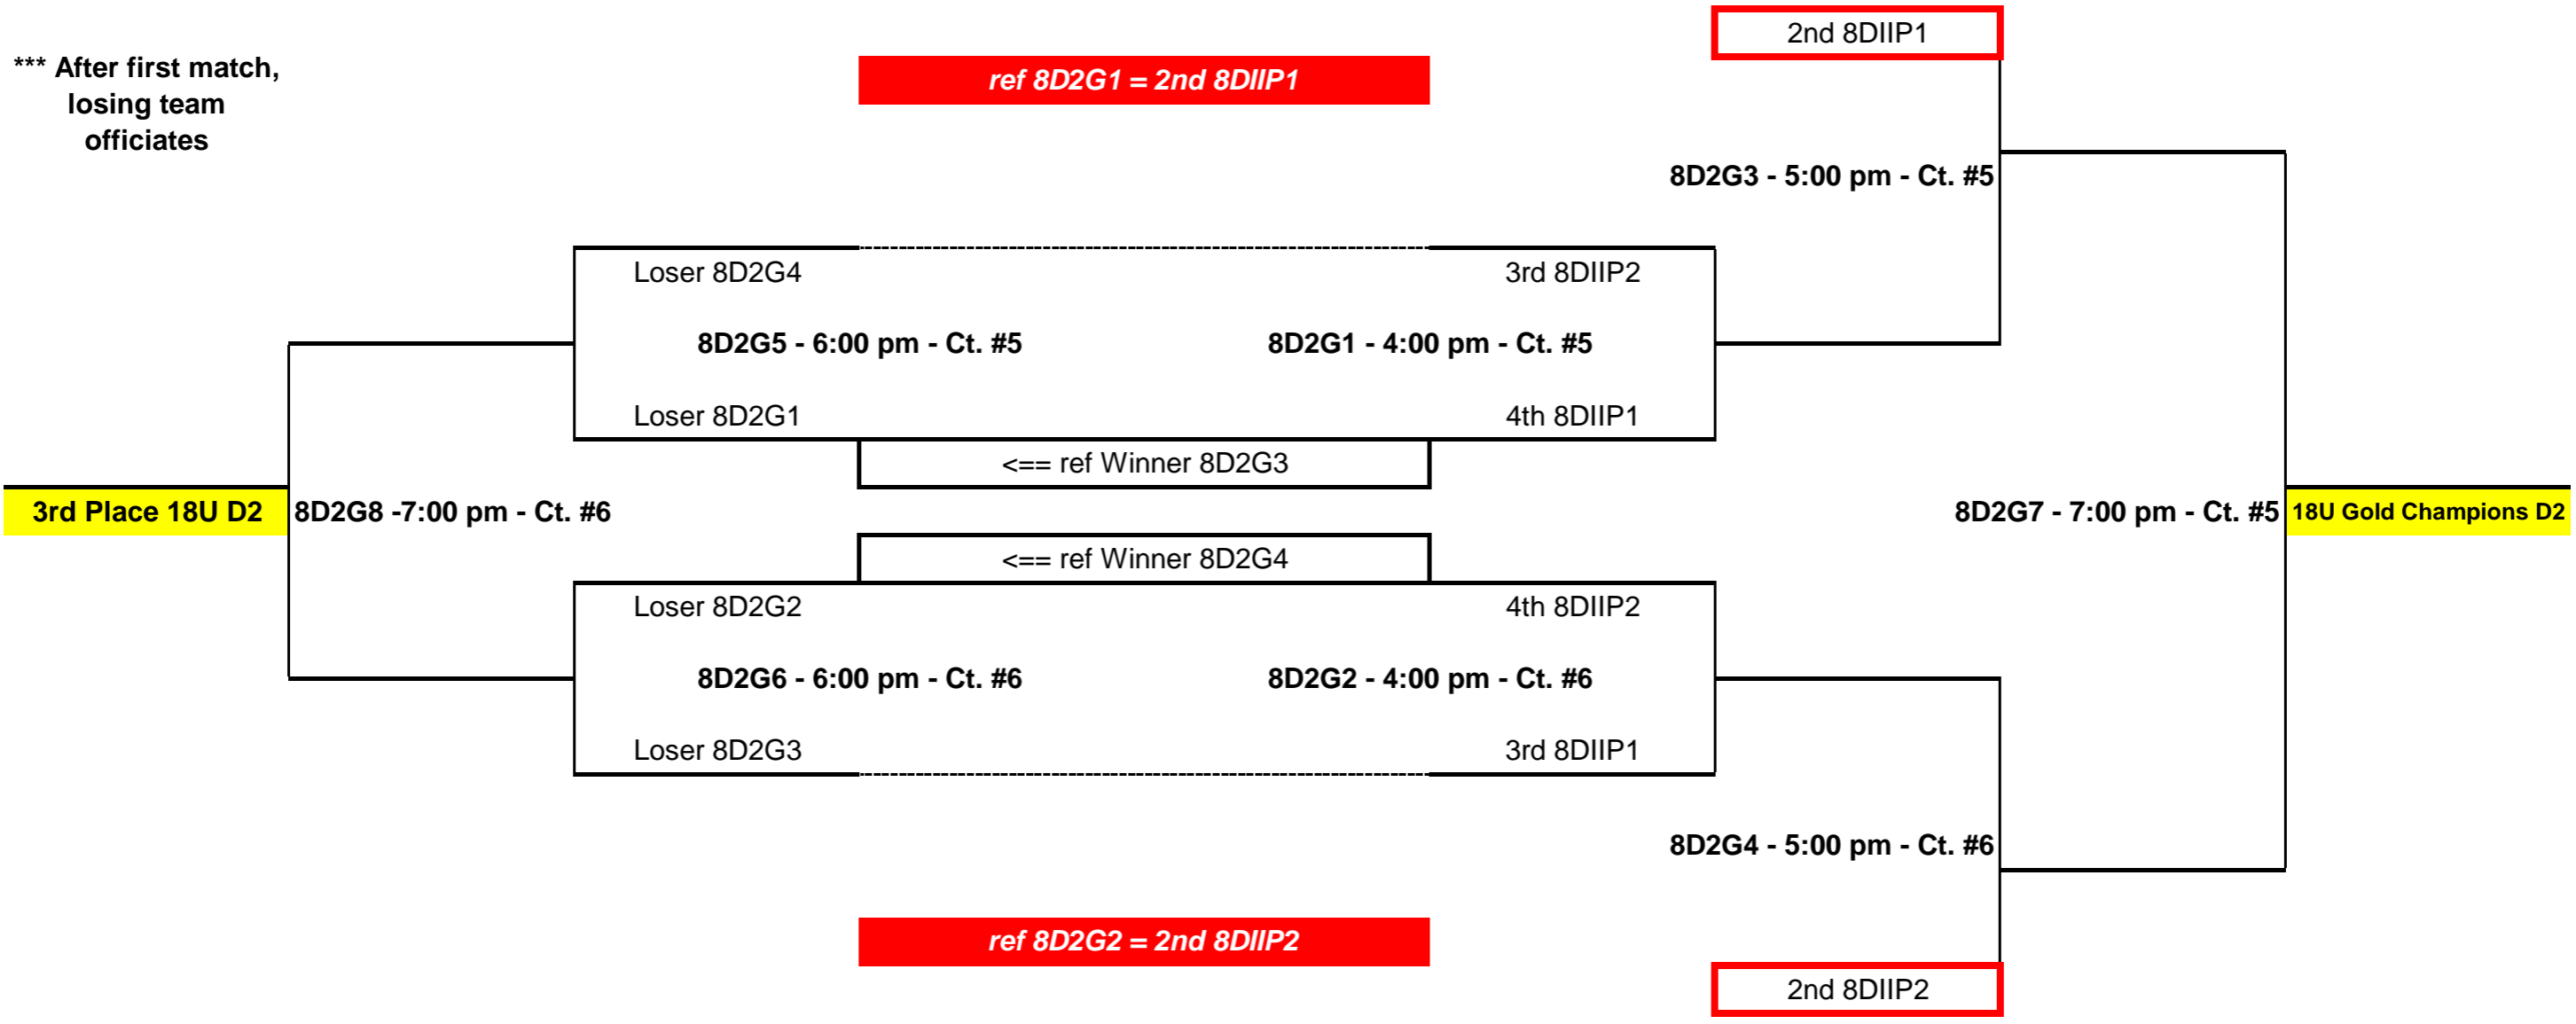 2nd 8DIIP1
*** After first match,
losing team
officiates
ref 8D2G1 = 2nd 8DIIP1
8D2G3 - 5:00 pm - Ct. #5
Loser 8D2G4
3rd 8DIIP2
8D2G5 - 6:00 pm - Ct. #5
8D2G1 - 4:00 pm - Ct. #5
Loser 8D2G1
4th 8DIIP1
<== ref Winner 8D2G3
3rd Place 18U D2
8D2G8 -7:00 pm - Ct. #6
8D2G7 - 7:00 pm - Ct. #5
18U Gold Champions D2
<== ref Winner 8D2G4
Loser 8D2G2
4th 8DIIP2
8D2G6 - 6:00 pm - Ct. #6
8D2G2 - 4:00 pm - Ct. #6
Loser 8D2G3
3rd 8DIIP1
8D2G4 - 5:00 pm - Ct. #6
ref 8D2G2 = 2nd 8DIIP2
2nd 8DIIP2